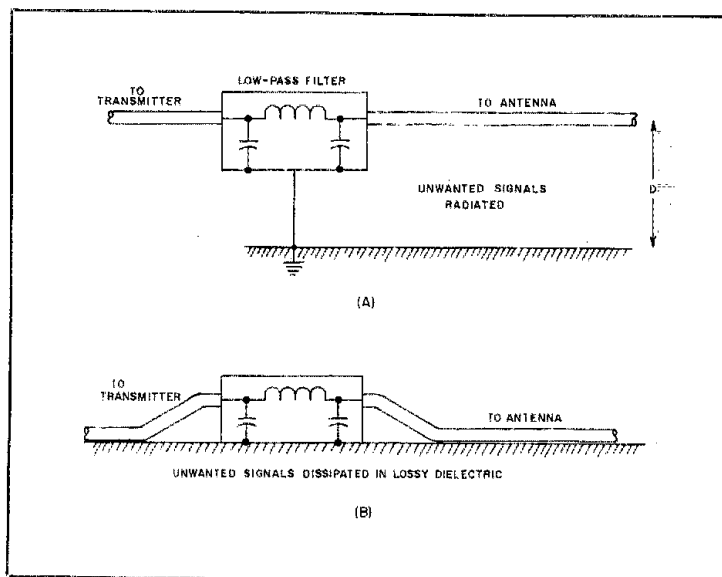 LOW-PASS FILTER
TO
TRANSMITTER
TO ANTENNA
UNWANTED SIGNALS
RADIATED
D
(A)
TO
TRANSMITTER
TO ANTENNA
UNWANTED SIGNALS DISSIPATED IN LOSSY DIELECTRIC
(B)